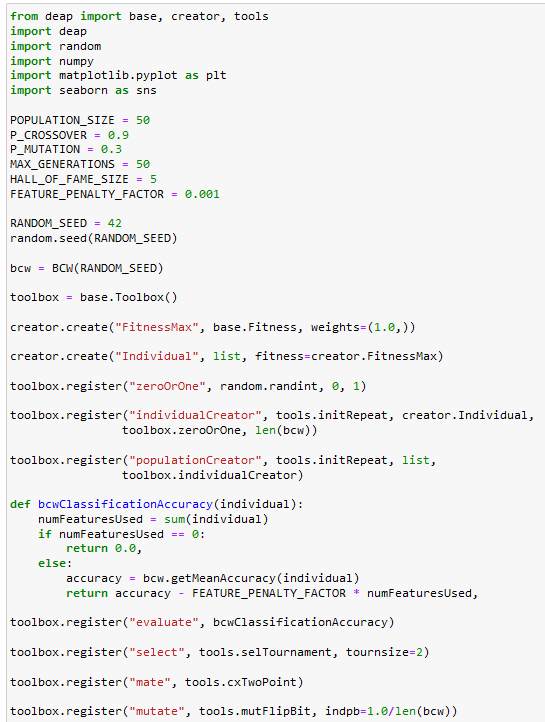 from deap import base, creator, tools
import deap
import random
import numpy
import matplotlib.pyplot as plt
import seaborn as sns

POPULATION_SIZE = 50
P_CROSSOVER = 0.9
P_MUTATION = 0.3
MAX_GENERATIONS = 50
HALL_OF_FAME_SIZE = 5
FEATURE_PENALTY_FACTOR = 0.001

RANDOM_SEED = 42
random.seed(RANDOM_SEED)

bcw = BCW(RANDOM_SEED)

toolbox = base.Toolbox()

creator.create("FitnessMax", base.Fitness, weights=(1.0,))

creator.create("Individual", list, fitness=creator.FitnessMax)

toolbox.register("zeroOrOne", random.randint, 0, 1)

toolbox.register("individualCreator", tools.initRepeat, creator.Individual,
                toolbox.zeroOrOne, len(bcw))

toolbox.register("populationCreator", tools.initRepeat, list,
                toolbox.individualCreator)

def bcwClassificationAccuracy(individual):
    numFeaturesUsed = sum(individual)
    if numFeaturesUsed == 0:
        return 0.0,
    else:
        accuracy = bcw.getMeanAccuracy(individual)
        return accuracy - FEATURE_PENALTY_FACTOR * numFeaturesUsed,

toolbox.register("evaluate", bcwClassificationAccuracy)

toolbox.register("select", tools.selTournament, tournsize=2)

toolbox.register("mate", tools.cxTwoPoint)

toolbox.register("mutate", tools.mutFlipBit, indpb=1.0/len(bcw))